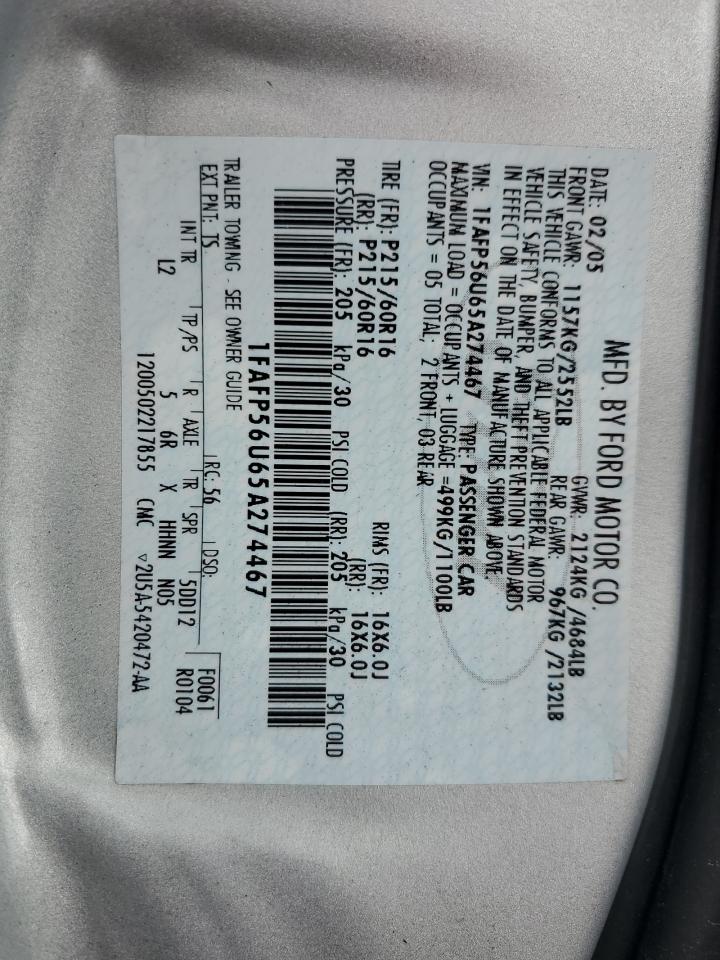 MFD. BY FORD MOTOR CO.
DATE: 02/05 GVWR: 2124KG/4684LB
FRONT GAWR: 1157KG/2552LB REAR GAWR: 967KG/2132LB
THIS VEHICLE CONFORMS TO ALL APPLICABLE FEDERAL MOTOR
VEHICLE SAFETY, BUMPER, AND THEFT PREVENTION STANDARDS
IN EFFECT ON THE DATE OF MANUFACTURE SHOWN ABOVE
VIN: 1FAFP56U65A274467 TYPE: PASSENGER CAR
MAXIMUM LOAD = OCCUPANTS + LUGGAGE =499KG/1100LB
OCCUPANTS = 05 TOTAL; 2 FRONT, 03 REAR
TIRE (FR): P215/60R16 RIMS (FR): 16X6.0J
(RR): P215/60R16 (RR): 16X6.0J
PRESSURE (FR): 205 kPa/30 PSI COLD (RR): 205 kPa/30 PSI COLD
1FAFP56U65A274467
TRAILER TOWING - SEE OWNER GUIDE
EXT PNT: TS RC: 56 DSO: F0061
INT TR TP/PS R AXLE TR SPR 5DD12 R0104
L2 5 6R X HHNN N05
1200502217855 CMC ▽2U5A-5420472-AA